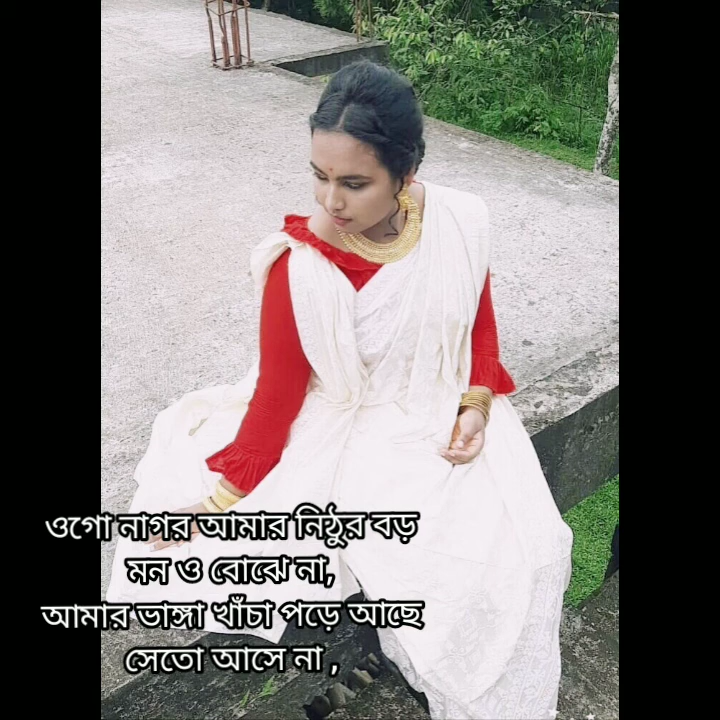 ওগো নাগর আমার নিঠুর বড়
মন ও বোঝে না,
আমার ভাঙ্গা খাঁচা পড়ে আছে
সেতো আসে না ,